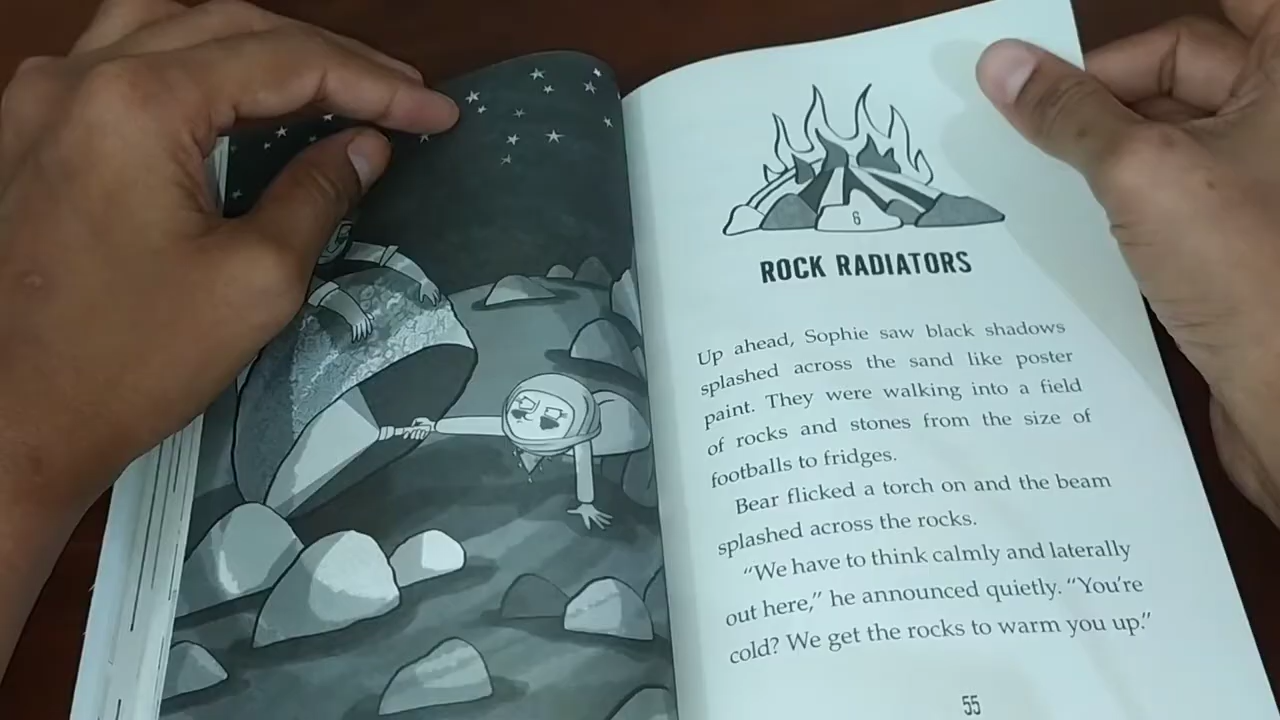 6
ROCK RADIATORS
Up ahead, Sophie saw black shadows
splashed across the sand like poster
paint. They were walking into a field
of rocks and stones from the size of
footballs to fridges.
Bear flicked a torch on and the beam
splashed across the rocks.
“We have to think calmly and laterally
out here,” he announced quietly. “You’re
cold? We get the rocks to warm you up.”
55